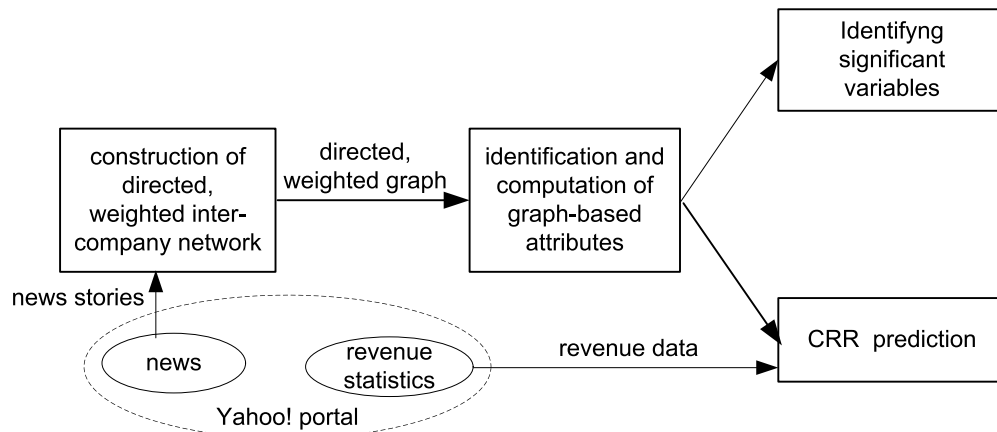 Identifyng
significant
variables
construction of
directed,
weighted inter-
company network
directed,
weighted graph
identification and
computation of
graph-based
attributes
news stories
news
revenue
statistics
revenue data
CRR prediction
Yahoo! portal